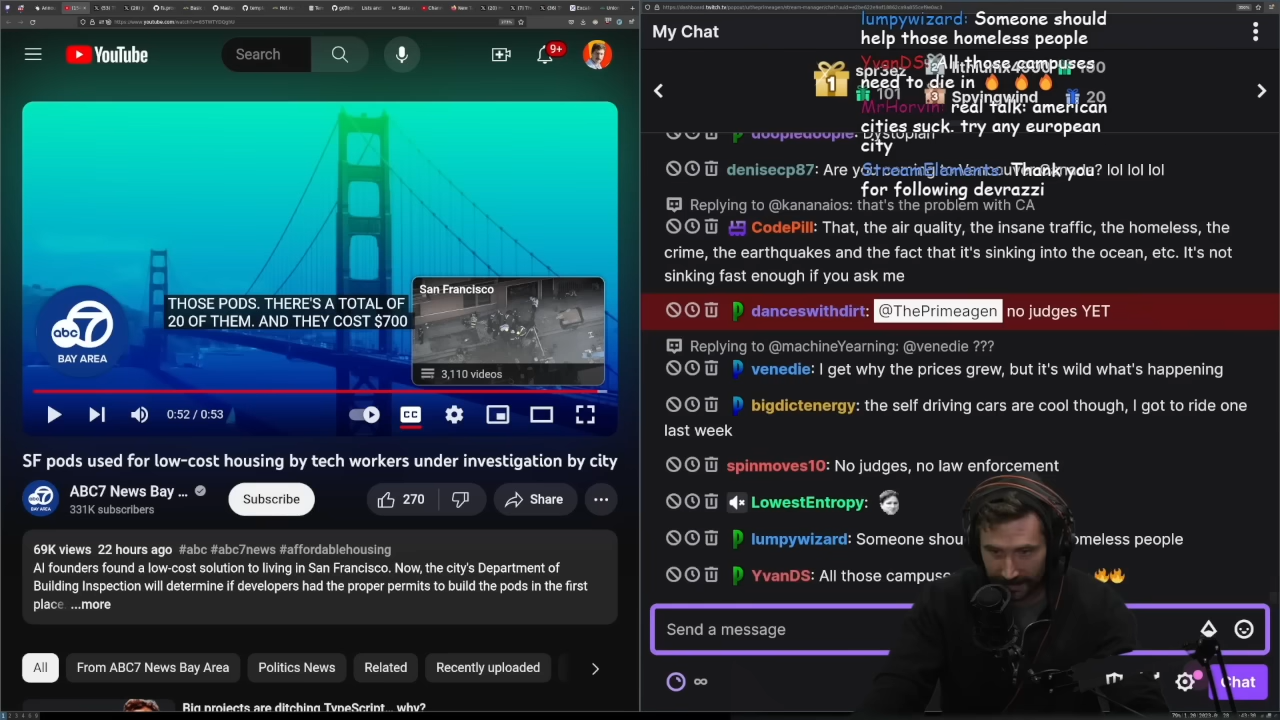 YouTube
Search
9+
THOSE PODS. THERE'S A TOTAL OF
20 OF THEM. AND THEY COST $700
abc 7
BAY AREA
San Francisco
3,110 videos
0:52 / 0:53
CC
SF pods used for low-cost housing by tech workers under investigation by city
ABC7 News Bay ...
331K subscribers
Subscribe
270
Share
69K views 22 hours ago #abc #abc7news #affordablehousing
AI founders found a low-cost solution to living in San Francisco. Now, the city's Department of
Building Inspection will determine if developers had the proper permits to build the pods in the first
place. ...more
All
From ABC7 News Bay Area
Politics News
Related
Recently uploaded
Big projects are ditching TypeScript... why?
My Chat
lumpywizard: Someone should
help those homeless people
YvanDS: All those campuses
need to die in
MrHorvin: real talk: american
cities suck. try any european
city
StreamElements: Thank you
for following devrazzi
1
spr3ez
101
2
3
Spyingwind
20
doopiedoople: Dystopian
denisecp87: Are you lol lol lol
Replying to @kananaios: that's the problem with CA
CodePill: That, the air quality, the insane traffic, the homeless, the
crime, the earthquakes and the fact that it's sinking into the ocean, etc. It's not
sinking fast enough if you ask me
danceswithdirt: @ThePrimeagen no judges YET
Replying to @machineYearning: @venedie ???
venedie: I get why the prices grew, but it's wild what's happening
bigdictenergy: the self driving cars are cool though, I got to ride one
last week
spinmoves10: No judges, no law enforcement
LowestEntropy:
lumpywizard: Someone people
YvanDS: All those
Send a message
Chat